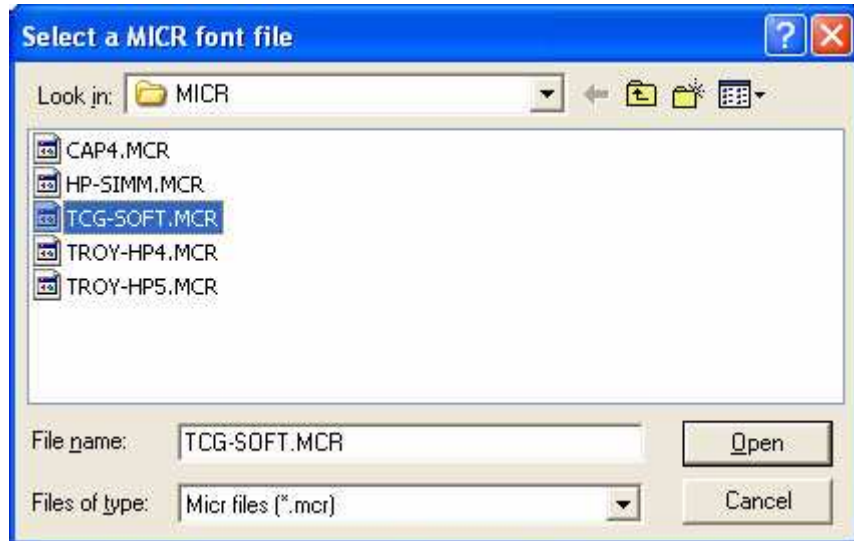 Select a MICR font file
Look in: MICR
CAP4.MCR
HP-SIMM.MCR
TCG-SOFT.MCR
TROY-HP4.MCR
TROY-HP5.MCR
File name: TCG-SOFT.MCR Open
Files of type: Micr files (*.mcr) Cancel